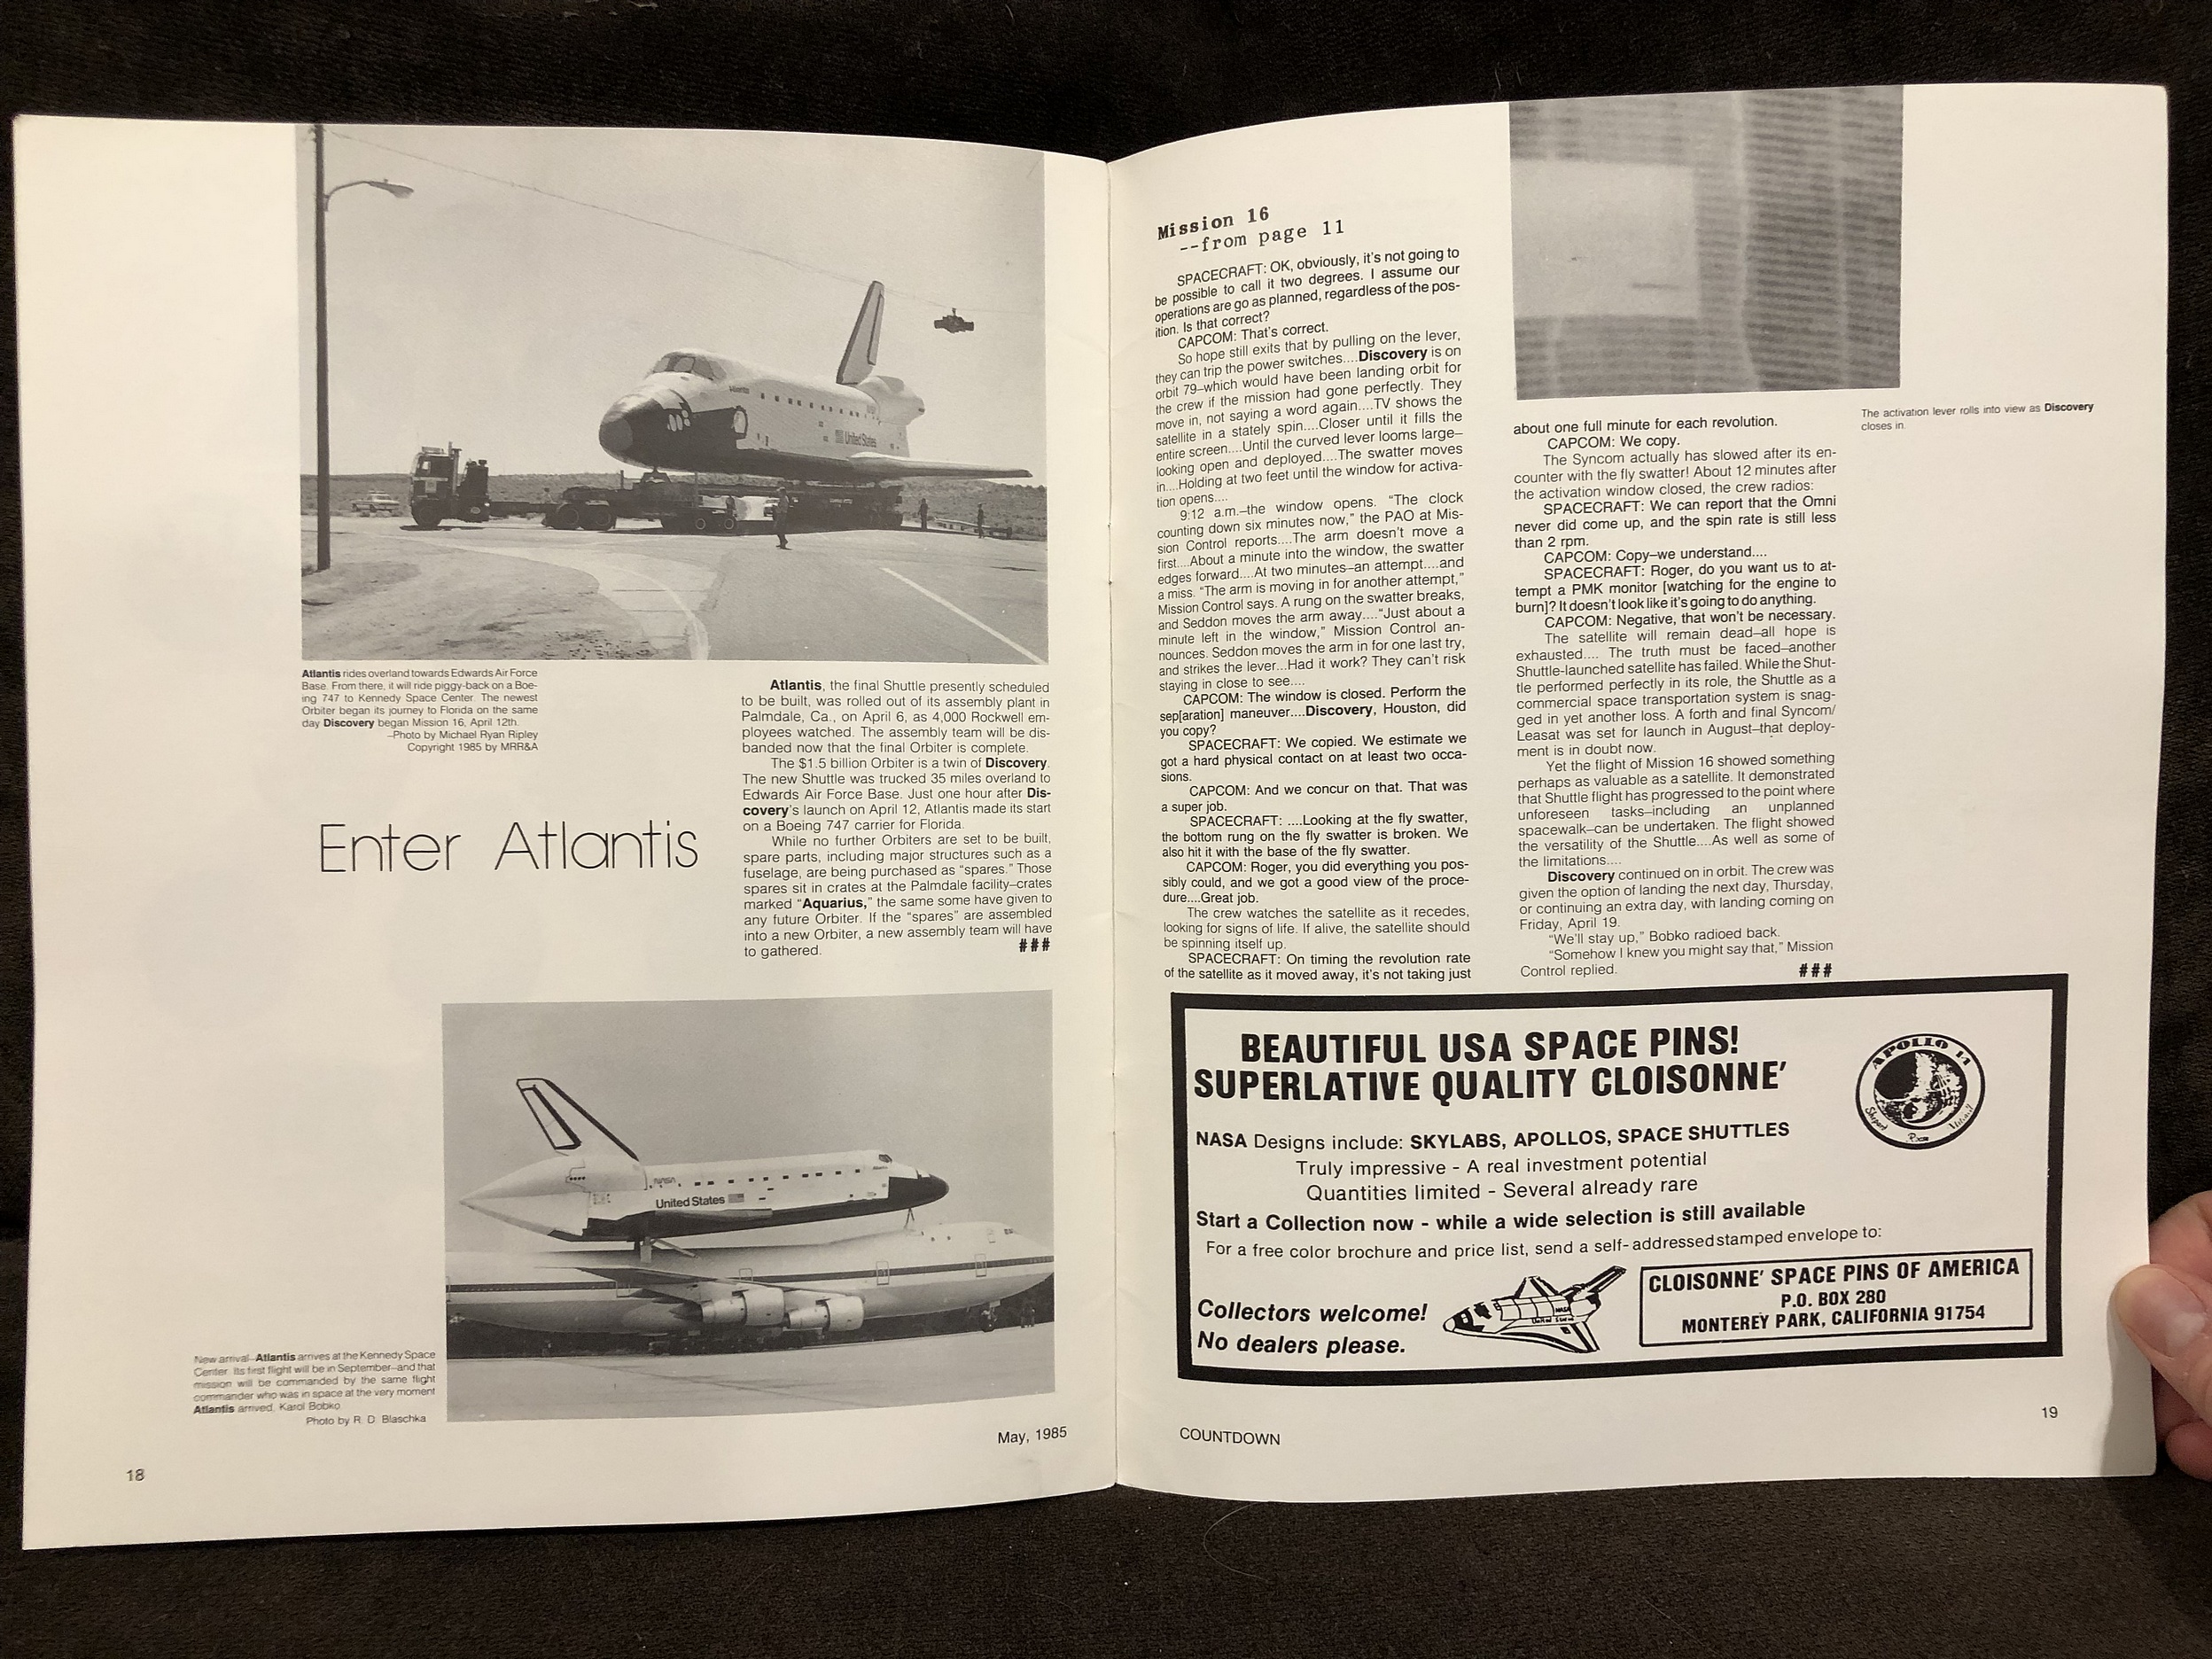 Atlantis rides overland towards Edwards Air Force
Base. From there, it will ride piggy-back on a Boe-
ing 747 to Kennedy Space Center. The newest
Orbiter began its journey to Florida on the same
day Discovery began Mission 16, April 12th.
–Photo by Michael Ryan Ripley
Copyright 1985 by MRR&A
Enter Atlantis
Atlantis, the final Shuttle presently scheduled
to be built, was rolled out of its assembly plant in
Palmdale, Ca., on April 6, as 4,000 Rockwell em-
ployees watched. The assembly team will be dis-
banded now that the final Orbiter is complete.
The $1.5 billion Orbiter is a twin of Discovery.
The new Shuttle was trucked 35 miles overland to
Edwards Air Force Base. Just one hour after Dis-
covery's launch on April 12, Atlantis made its start
on a Boeing 747 carrier for Florida.
While no further Orbiters are set to be built,
spare parts, including major structures such as a
fuselage, are being purchased as "spares." Those
spares sit in crates at the Palmdale facility–crates
marked "Aquarius," the same some have given to
any future Orbiter. If the "spares" are assembled
into a new Orbiter, a new assembly team will have
to gathered. ###
United States
Atlantis
NASA
United States
New arrival–Atlantis arrives at the Kennedy Space
Center. Its first flight will be in September–and that
mission will be commanded by the same flight
commander who was in space at the very moment
Atlantis arrived, Karol Bobko.
Photo by R. D. Blaschka
May, 1985
18
Mission 16
--from page 11
SPACECRAFT: OK, obviously, it's not going to
be possible to call it two degrees. I assume our
operations are go as planned, regardless of the pos-
ition. Is that correct?
CAPCOM: That's correct.
So hope still exits that by pulling on the lever,
they can trip the power switches....Discovery is on
orbit 79–which would have been landing orbit for
the crew if the mission had gone perfectly. They
move in, not saying a word again....TV shows the
satellite in a stately spin....Closer until it fills the
entire screen....Until the curved lever looms large–
looking open and deployed....The swatter moves
in....Holding at two feet until the window for activa-
tion opens....
9:12 a.m.–the window opens. "The clock
counting down six minutes now," the PAO at Mis-
sion Control reports....The arm doesn't move a
first....About a minute into the window, the swatter
edges forward....At two minutes–an attempt....and
a miss. "The arm is moving in for another attempt,"
Mission Control says. A rung on the swatter breaks,
and Seddon moves the arm away...."Just about a
minute left in the window," Mission Control an-
nounces. Seddon moves the arm in for one last try,
and strikes the lever...Had it work? They can't risk
staying in close to see....
CAPCOM: The window is closed. Perform the
sep[aration] maneuver....Discovery, Houston, did
you copy?
SPACECRAFT: We copied. We estimate we
got a hard physical contact on at least two occa-
sions.
CAPCOM: And we concur on that. That was
a super job.
SPACECRAFT: ....Looking at the fly swatter,
the bottom rung on the fly swatter is broken. We
also hit it with the base of the fly swatter.
CAPCOM: Roger, you did everything you pos-
sibly could, and we got a good view of the proce-
dure....Great job.
The crew watches the satellite as it recedes,
looking for signs of life. If alive, the satellite should
be spinning itself up.
SPACECRAFT: On timing the revolution rate
of the satellite as it moved away, it's not taking just
The activation lever rolls into view as Discovery
closes in.
about one full minute for each revolution.
CAPCOM: We copy.
The Syncom actually has slowed after its en-
counter with the fly swatter! About 12 minutes after
the activation window closed, the crew radios:
SPACECRAFT: We can report that the Omni
never did come up, and the spin rate is still less
than 2 rpm.
CAPCOM: Copy–we understand....
SPACECRAFT: Roger, do you want us to at-
tempt a PMK monitor [watching for the engine to
burn]? It doesn't look like it's going to do anything.
CAPCOM: Negative, that won't be necessary.
The satellite will remain dead–all hope is
exhausted.... The truth must be faced–another
Shuttle-launched satellite has failed. While the Shut-
tle performed perfectly in its role, the Shuttle as a
commercial space transportation system is snag-
ged in yet another loss. A forth and final Syncom/
Leasat was set for launch in August–that deploy-
ment is in doubt now.
Yet the flight of Mission 16 showed something
perhaps as valuable as a satellite. It demonstrated
that Shuttle flight has progressed to the point where
unforeseen tasks–including an unplanned
spacewalk–can be undertaken. The flight showed
the versatility of the Shuttle....As well as some of
the limitations....
Discovery continued on in orbit. The crew was
given the option of landing the next day, Thursday,
or continuing an extra day, with landing coming on
Friday, April 19.
"We'll stay up," Bobko radioed back.
"Somehow I knew you might say that," Mission
Control replied. ###
BEAUTIFUL USA SPACE PINS!
SUPERLATIVE QUALITY CLOISONNE'
APOLLO 14
Shepard Roosa Mitchell
NASA Designs include: SKYLABS, APOLLOS, SPACE SHUTTLES
Truly impressive - A real investment potential
Quantities limited - Several already rare
Start a Collection now - while a wide selection is still available
For a free color brochure and price list, send a self-addressed stamped envelope to:
Collectors welcome!
No dealers please.
NASA
United States
CLOISONNE' SPACE PINS OF AMERICA
P.O. BOX 280
MONTEREY PARK, CALIFORNIA 91754
COUNTDOWN
19